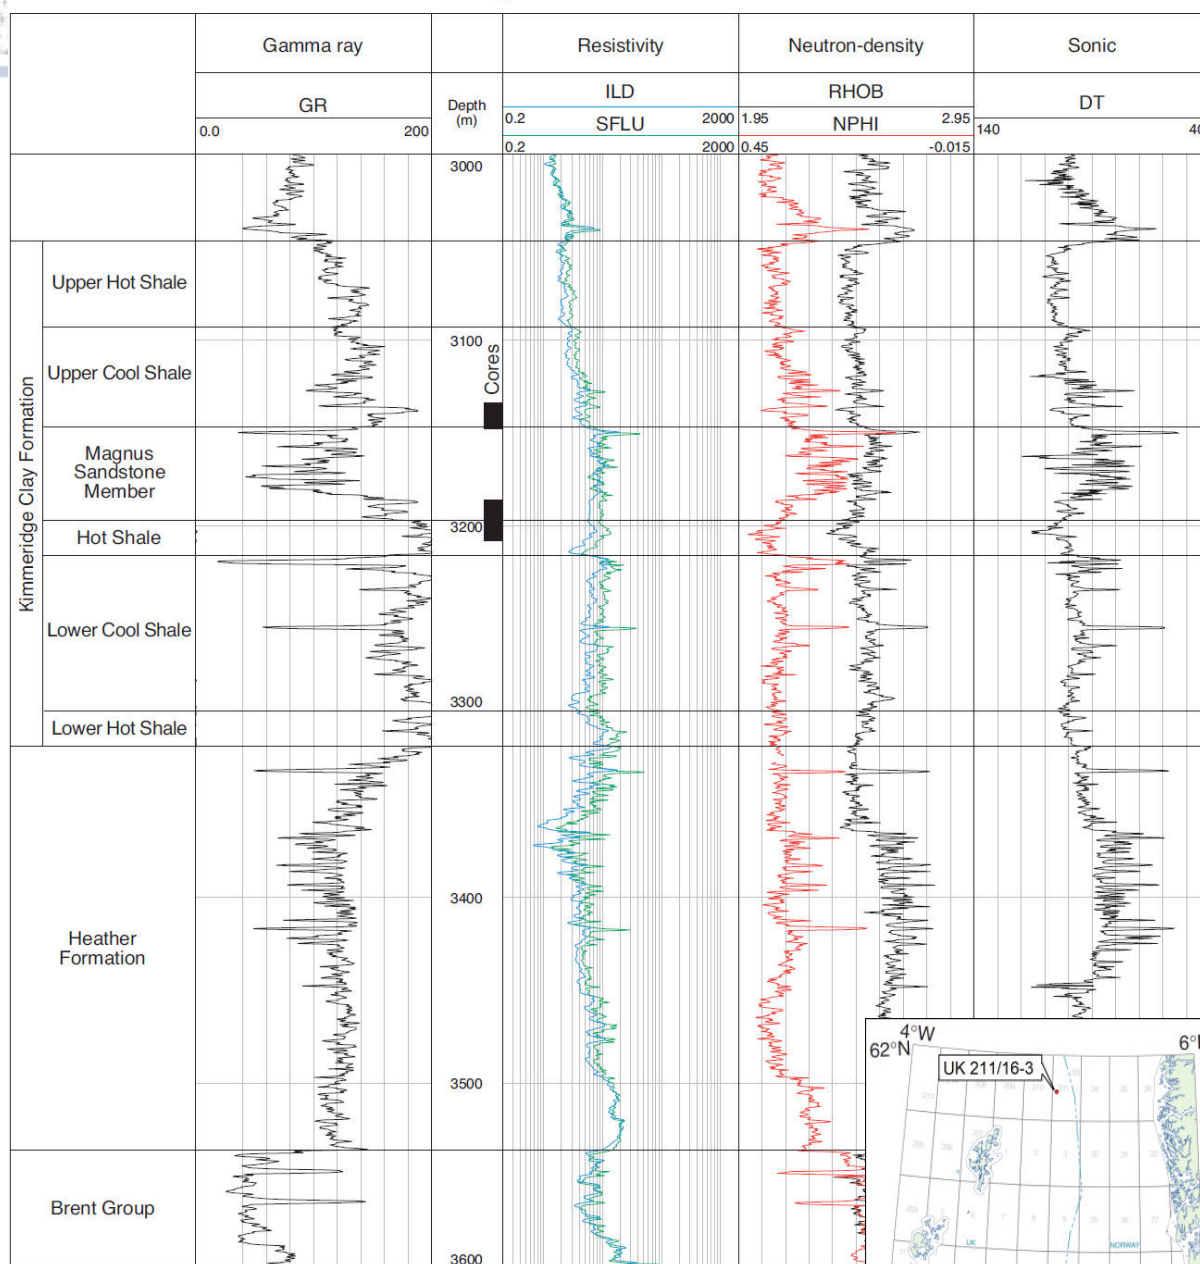 Gamma ray
Resistivity
Neutron-density
Sonic
GR
Depth
(m)
ILD
RHOB
DT
0.0
200
0.2
2000
SFLU
0.2
2000
1.95
2.95
NPHI
0.45
-0.015
140
40
3000
3100
3200
3300
3400
3500
3600
Cores
Kimmeridge Clay Formation
Upper Hot Shale
Upper Cool Shale
Magnus
Sandstone
Member
Hot Shale
Lower Cool Shale
Lower Hot Shale
Heather
Formation
Brent Group
4°W
62°N
UK 211/16-3
UK
NORWAY